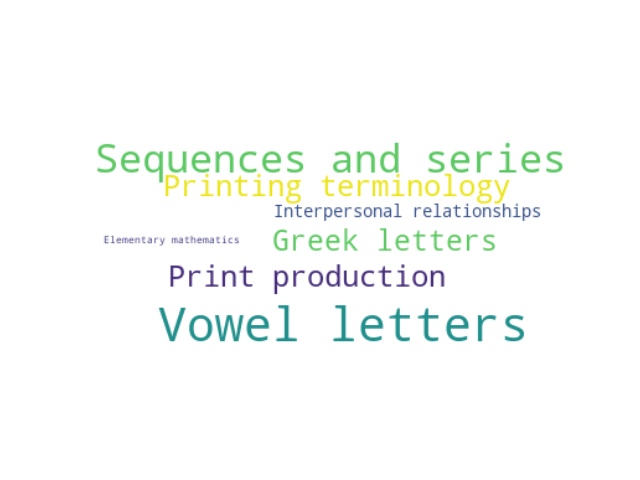 Sequences and series
Printing terminology
Interpersonal relationships
Elementary mathematics
Greek letters
Print production
Vowel letters